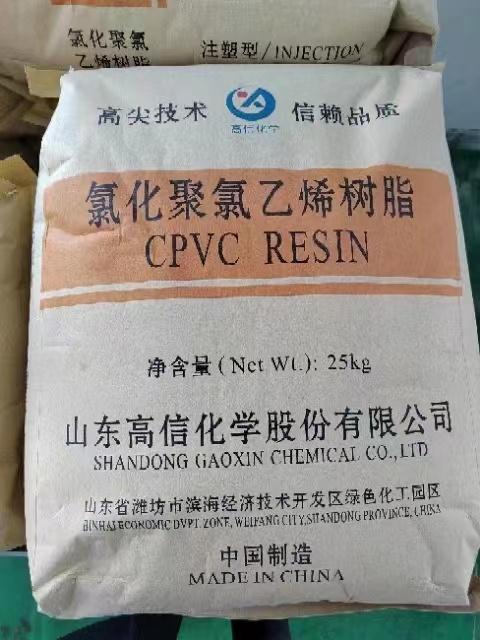 氯化聚氯
乙烯树脂
注塑型/INJECTION
高尖技术
高信化学
信赖品质
氯化聚氯乙烯树脂
CPVC RESIN
净含量(Net Wt.): 25kg
山东高信化学股份有限公司
SHANDONG GAOXIN CHEMICAL CO.,LTD
山东省潍坊市滨海经济技术开发区绿色化工园区
BINHAI ECONOMIC DVPT. ZONE, WEIFANG CITY, SHANDONG PROVINCE, CHINA
中国制造
MADE IN CHINA